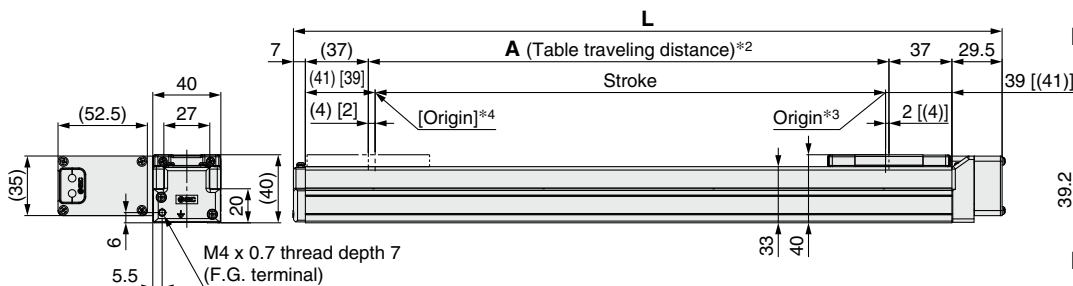 L
7
(37)
A (Table traveling distance)*2
37
29.5
(41) [39]
Stroke
39 [(41)]
40
(52.5)
27
(4) [2]
[Origin]*4
Origin*3
2 [(4)]
(35)
6
20
(40)
33
40
39.2
M4 x 0.7 thread depth 7
(F.G. terminal)
5.5